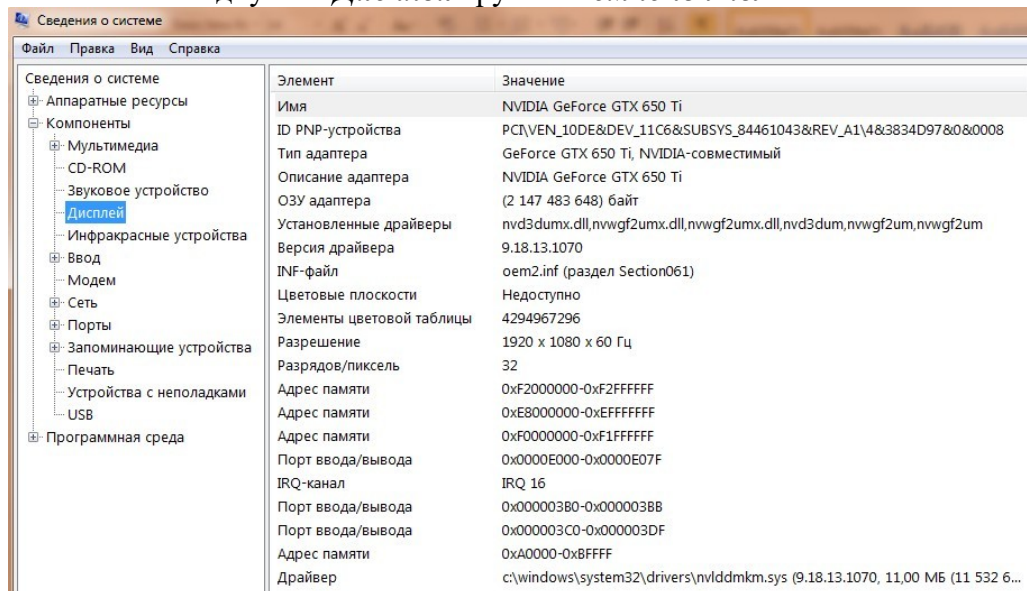 Сведения о системе
Файл Правка Вид Справка
Сведения о системе
Аппаратные ресурсы
Компоненты
Мультимедиа
CD-ROM
Звуковое устройство
Дисплей
Инфракрасные устройства
Ввод
Модем
Сеть
Порты
Запоминающие устройства
Печать
Устройства с неполадками
USB
Программная среда
Элемент Значение
Имя NVIDIA GeForce GTX 650 Ti
ID PNP-устройства PCI\VEN_10DE&DEV_11C6&SUBSYS_84461043&REV_A1\4&3834D97&0&0008
Тип адаптера GeForce GTX 650 Ti, NVIDIA-совместимый
Описание адаптера NVIDIA GeForce GTX 650 Ti
ОЗУ адаптера (2 147 483 648) байт
Установленные драйверы nvd3dumx.dll,nvwgf2umx.dll,nvwgf2umx.dll,nvd3dum,nvwgf2um,nvwgf2um
Версия драйвера 9.18.13.1070
INF-файл oem2.inf (раздел Section061)
Цветовые плоскости Недоступно
Элементы цветовой таблицы 4294967296
Разрешение 1920 x 1080 x 60 Гц
Разрядов/пиксель 32
Адрес памяти 0xF2000000-0xF2FFFFFF
Адрес памяти 0xE8000000-0xEFFFFFFF
Адрес памяти 0xF0000000-0xF1FFFFFF
Порт ввода/вывода 0x0000E000-0x0000E07F
IRQ-канал IRQ 16
Порт ввода/вывода 0x000003B0-0x000003BB
Порт ввода/вывода 0x000003C0-0x000003DF
Адрес памяти 0xA0000-0xBFFFF
Драйвер c:\windows\system32\drivers\nvlddmkm.sys (9.18.13.1070, 11,00 МБ (11 532 6...